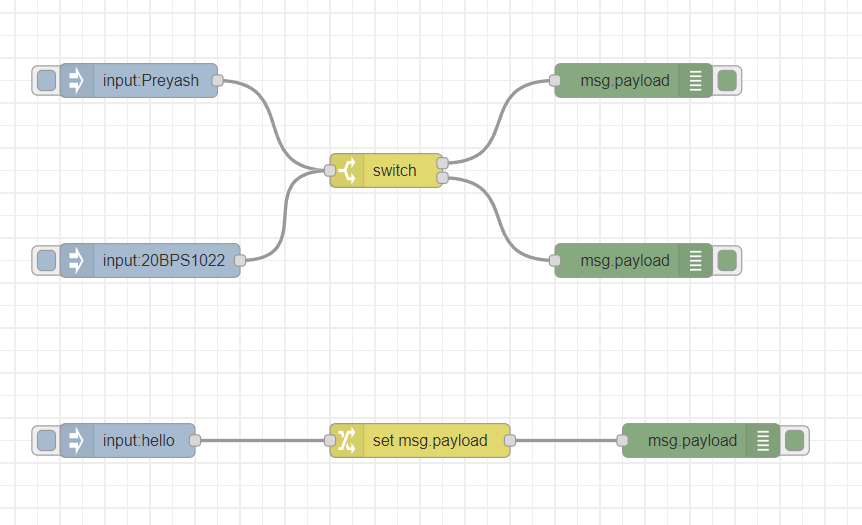 input:Preyash
msg.payload
switch
input:20BPS1022
msg.payload
input:hello
set msg.payload
msg.payload